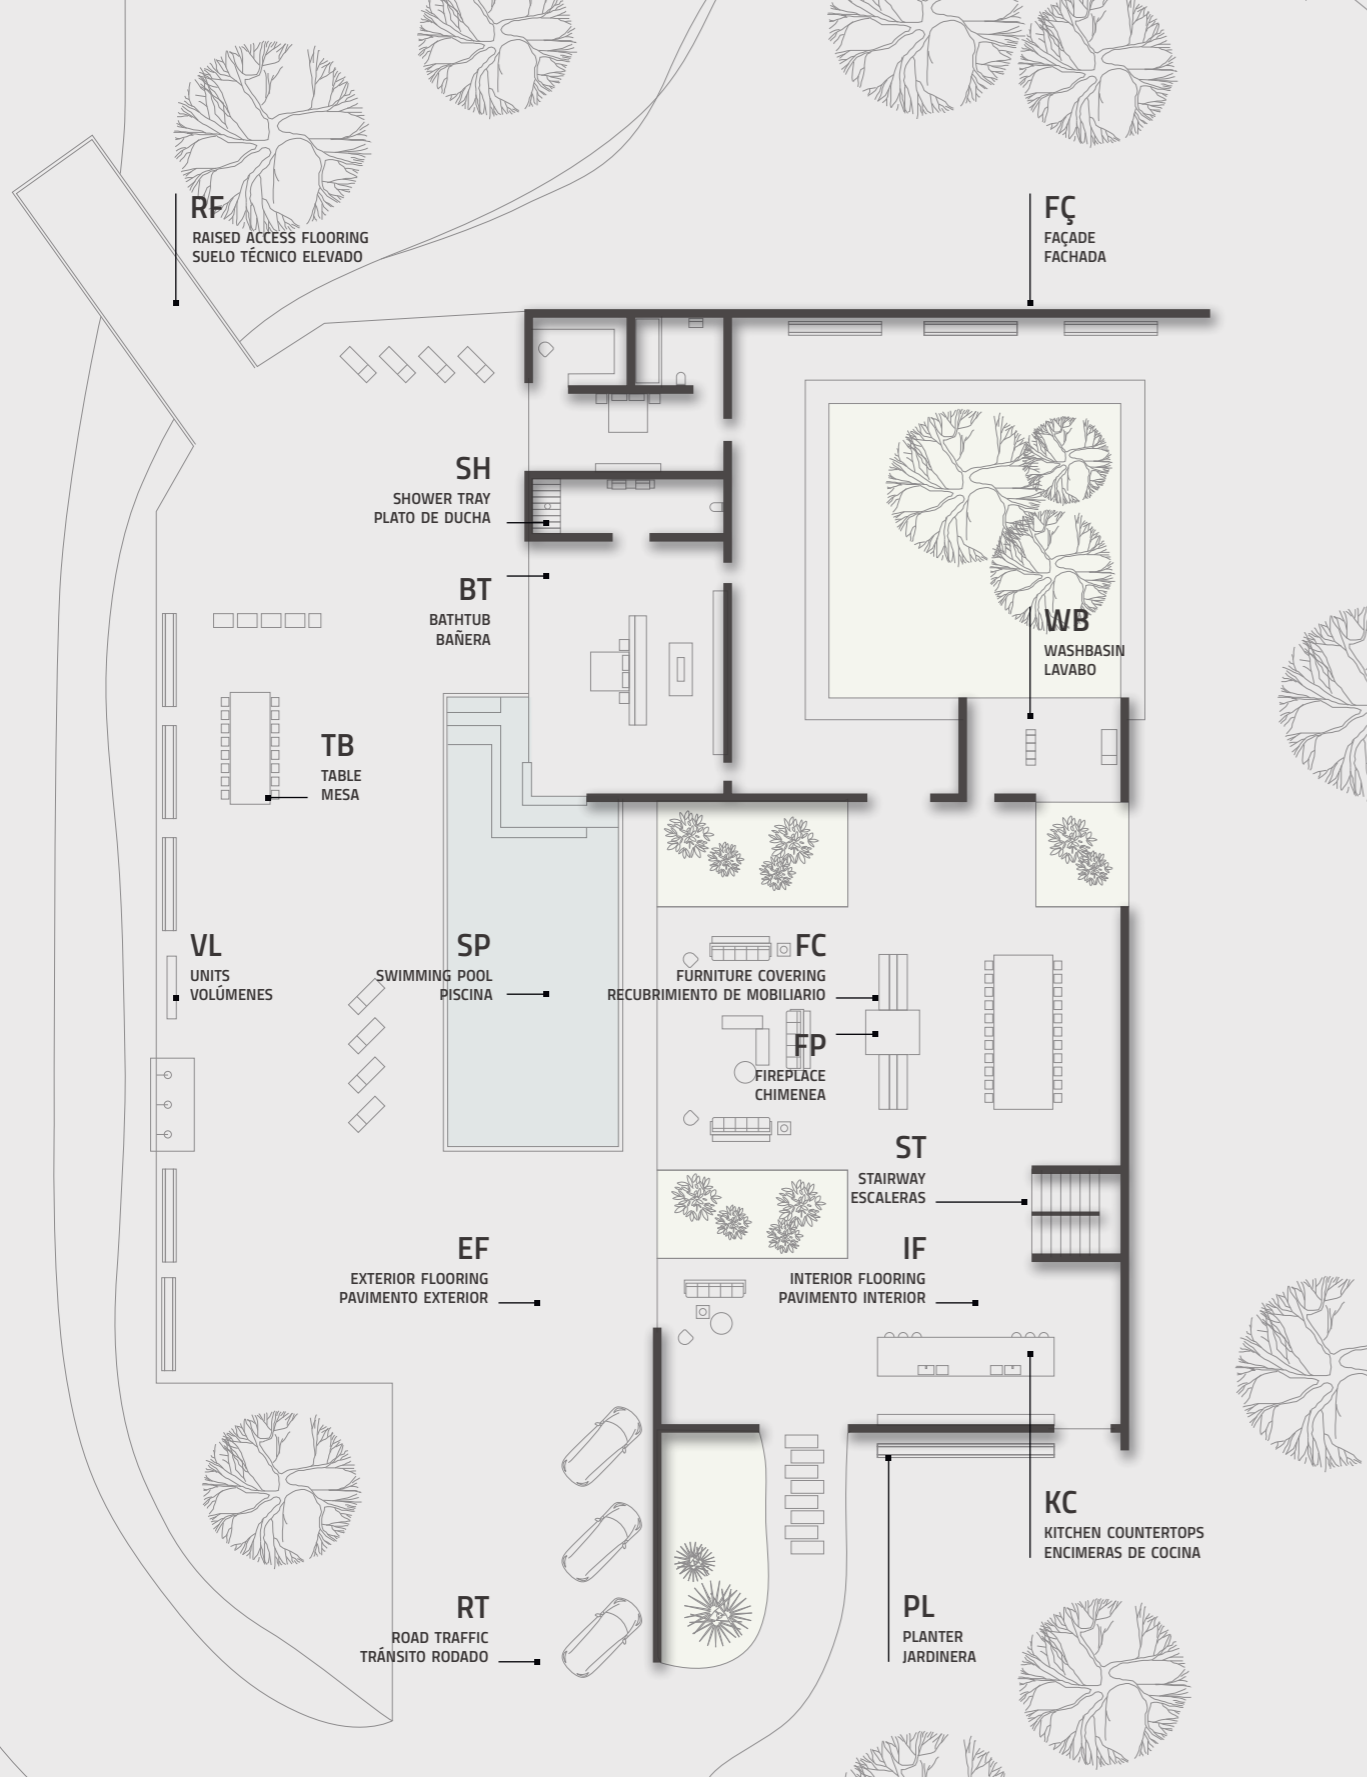 RF
RAISED ACCESS FLOORING
SUELO TÉCNICO ELEVADO
FÇ
FAÇADE
FACHADA
SH
SHOWER TRAY
PLATO DE DUCHA
BT
BATHTUB
BAÑERA
WB
WASHBASIN
LAVABO
TB
TABLE
MESA
VL
UNITS
VOLÚMENES
SP
SWIMMING POOL
PISCINA
FC
FURNITURE COVERING
RECUBRIMIENTO DE MOBILIARIO
FP
FIREPLACE
CHIMENEA
ST
STAIRWAY
ESCALERAS
EF
EXTERIOR FLOORING
PAVIMENTO EXTERIOR
IF
INTERIOR FLOORING
PAVIMENTO INTERIOR
KC
KITCHEN COUNTERTOPS
ENCIMERAS DE COCINA
RT
ROAD TRAFFIC
TRÁNSITO RODADO
PL
PLANTER
JARDINERA